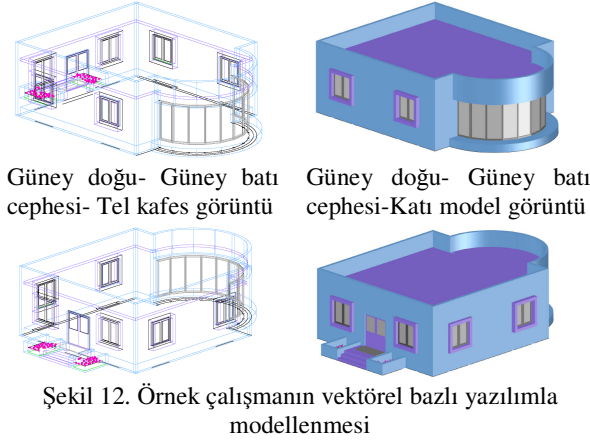 Güney doğu- Güney batı
cephesi- Tel kafes görüntü
Güney doğu- Güney batı
cephesi-Katı model görüntü
Şekil 12. Örnek çalışmanın vektörel bazlı yazılımla
modellenmesi